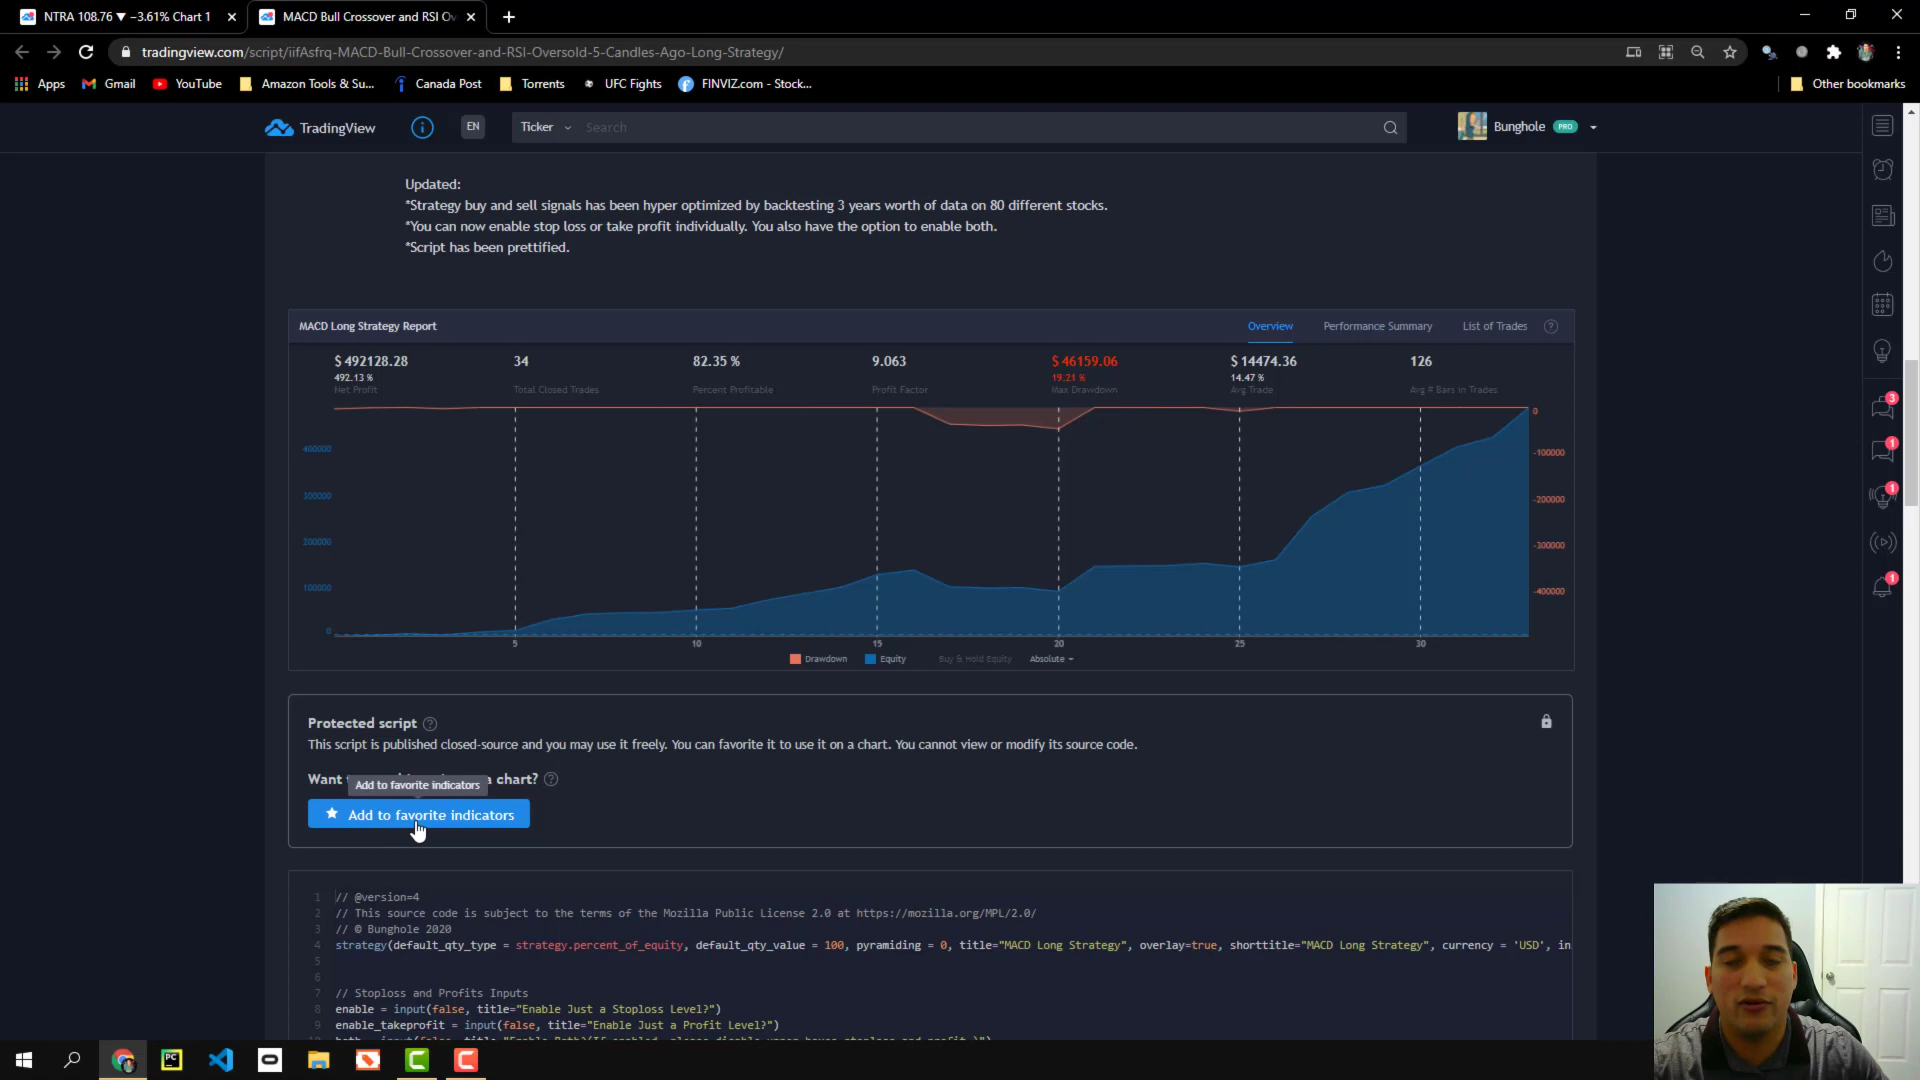 NTRA 108.76 ▼ −3.61% Chart 1
MACD Bull Crossover and RSI Ov
tradingview.com/script/iifAsfrq-MACD-Bull-Crossover-and-RSI-Oversold-5-Candles-Ago-Long-Strategy/
Apps Gmail YouTube Amazon Tools & Su... Canada Post Torrents UFC Fights FINVIZ.com - Stock... Other bookmarks
TradingView EN Ticker Search Bunghole PRO
Updated:
*Strategy buy and sell signals has been hyper optimized by backtesting 3 years worth of data on 80 different stocks.
*You can now enable stop loss or take profit individually. You also have the option to enable both.
*Script has been prettified.
MACD Long Strategy Report Overview Performance Summary List of Trades
$ 492128.28 34 82.35 % 9.063 $ 46159.06 $ 14474.36 126
492.13 % 19.21 % 14.47 %
Net Profit Total Closed Trades Percent Profitable Profit Factor Max Drawdown Avg Trade Avg # Bars in Trades
0
400000 -100000
300000 -200000
200000 -300000
100000 -400000
0
5 10 15 20 25 30
Drawdown Equity Buy & Hold Equity Absolute
3
1
1
1
Protected script
This script is published closed-source and you may use it freely. You can favorite it to use it on a chart. You cannot view or modify its source code.
Want a chart?
Add to favorite indicators
Add to favorite indicators
1 // @version=4
2 // This source code is subject to the terms of the Mozilla Public License 2.0 at https://mozilla.org/MPL/2.0/
3 // © Bunghole 2020
4 strategy(default_qty_type = strategy.percent_of_equity, default_qty_value = 100, pyramiding = 0, title="MACD Long Strategy", overlay=true, shorttitle="MACD Long Strategy", currency = 'USD', in
5
6
7 // Stoploss and Profits Inputs
8 enable = input(false, title="Enable Just a Stoploss Level?")
9 enable_takeprofit = input(false, title="Enable Just a Profit Level?")
PC